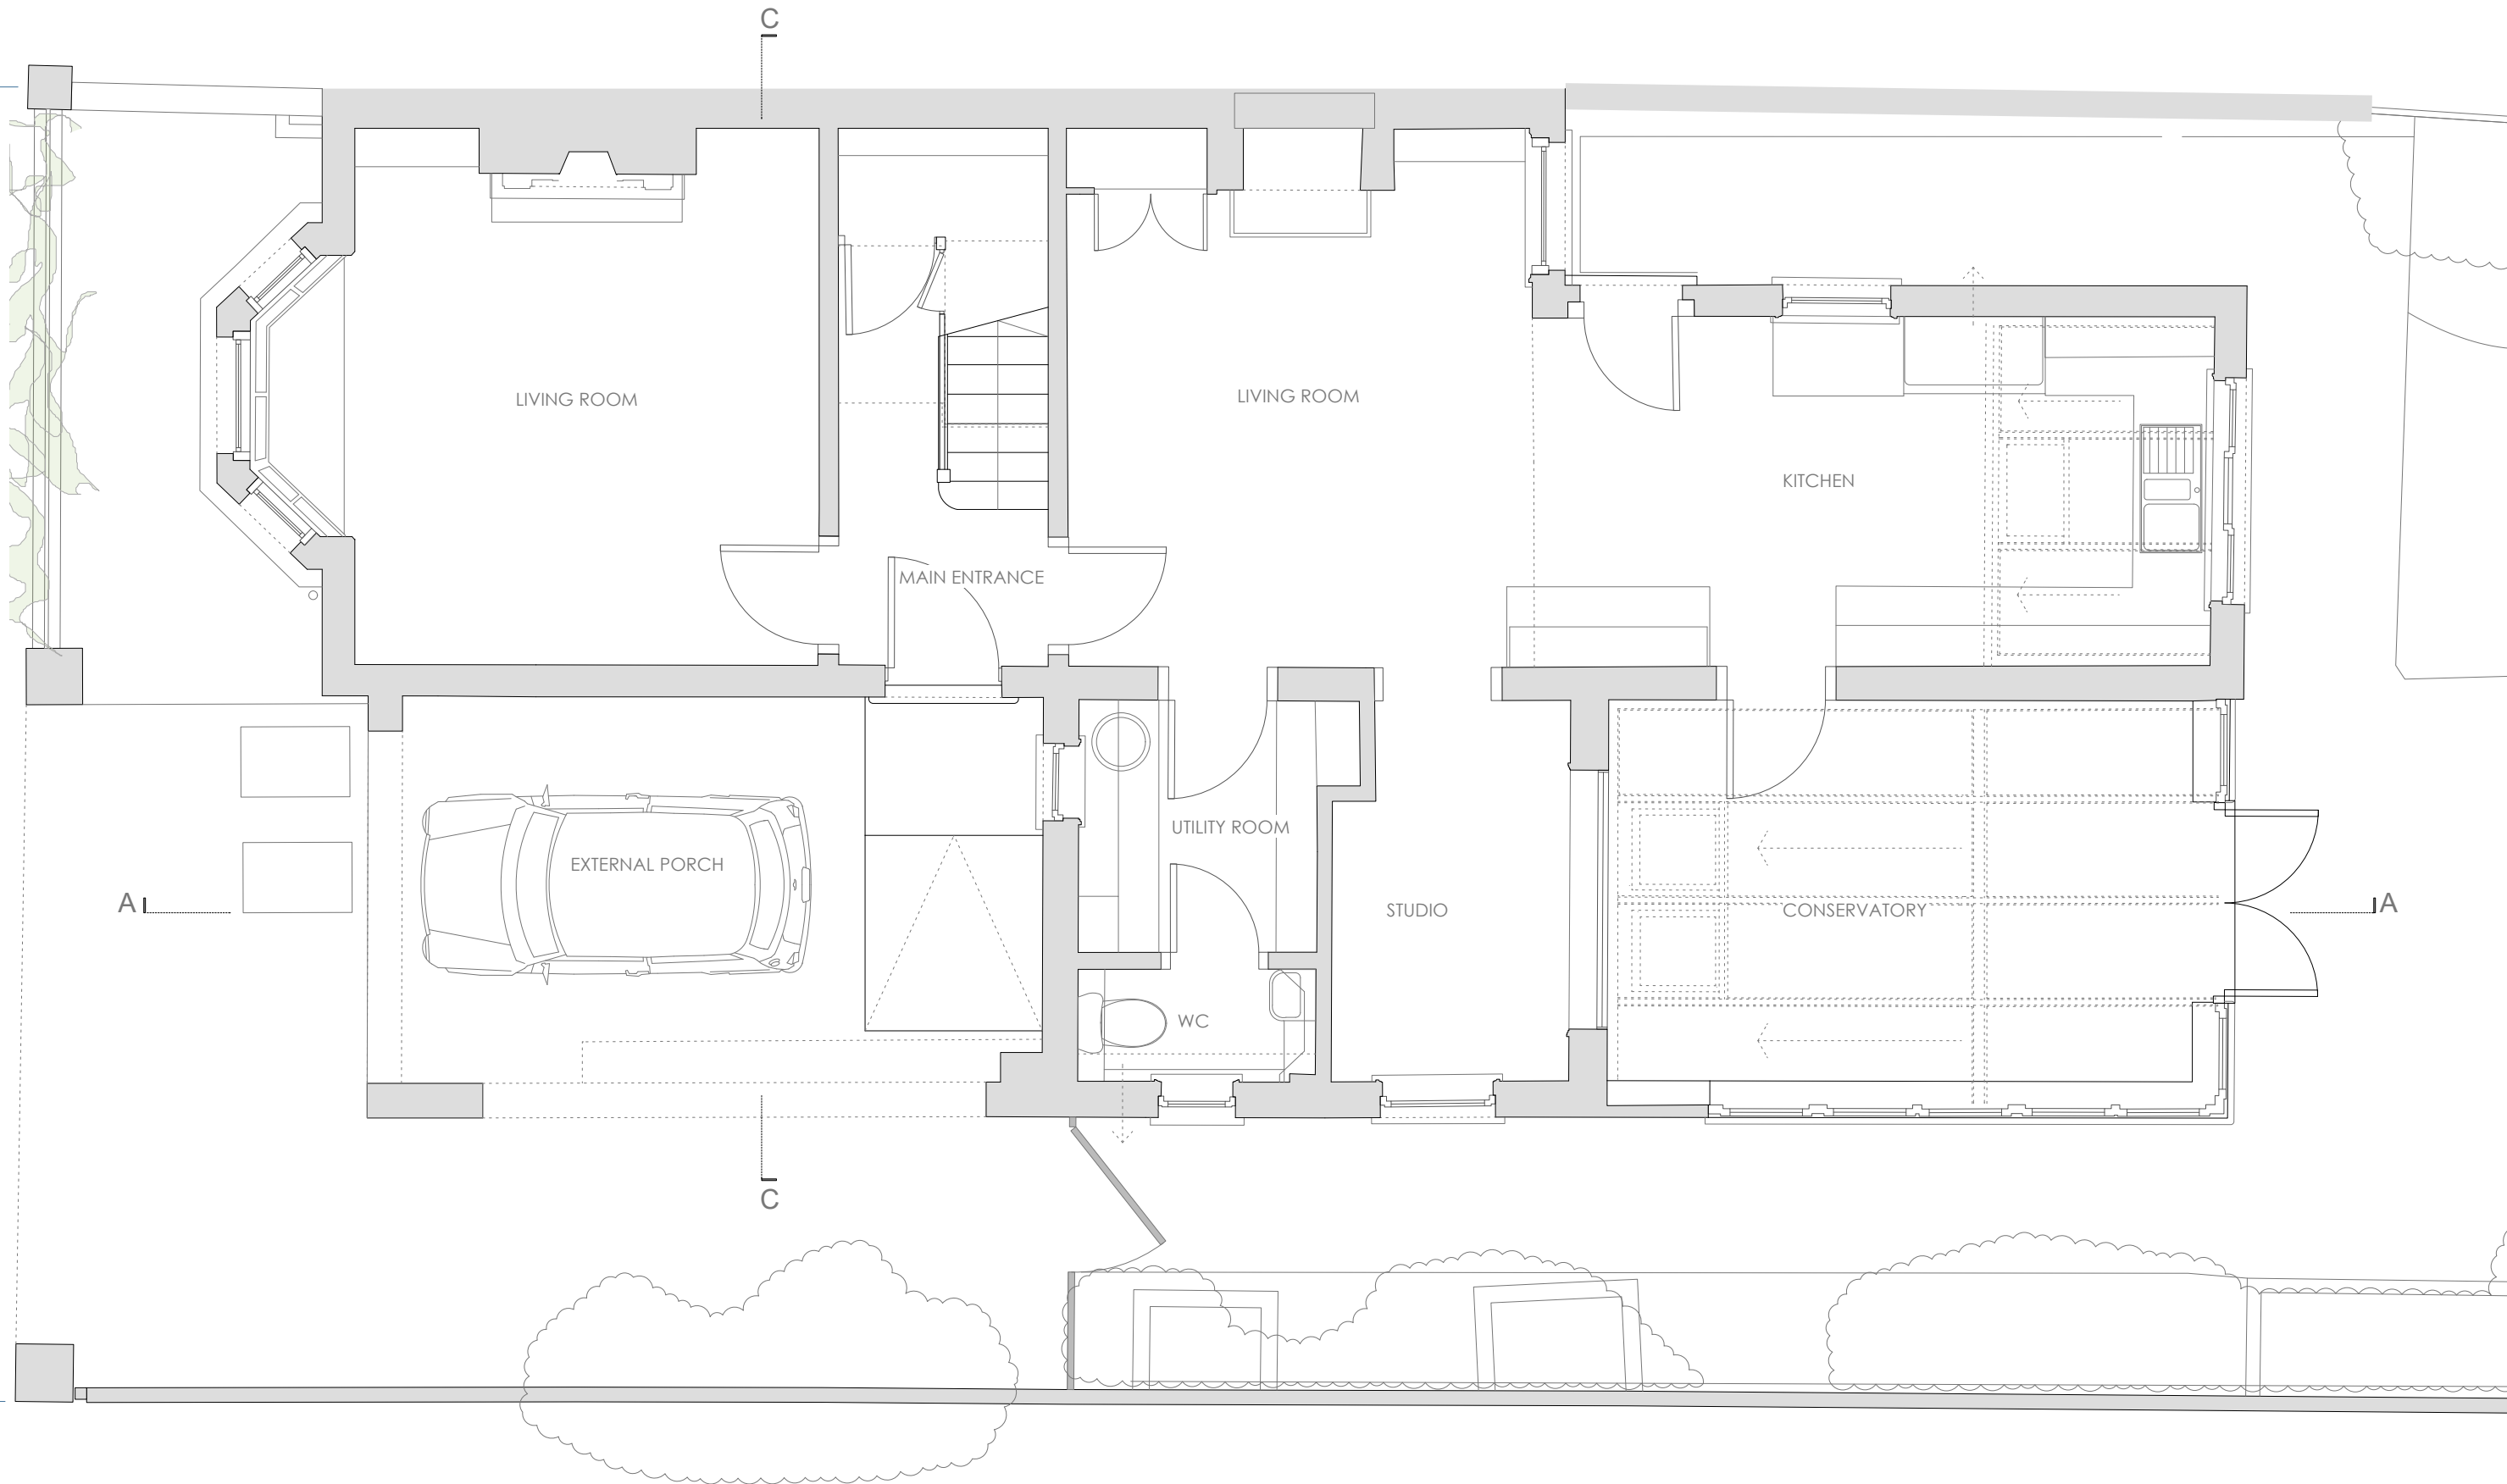 C
LIVING ROOM
LIVING ROOM
KITCHEN
MAIN ENTRANCE
UTILITY ROOM
EXTERNAL PORCH
A
STUDIO
CONSERVATORY
A
WC
C